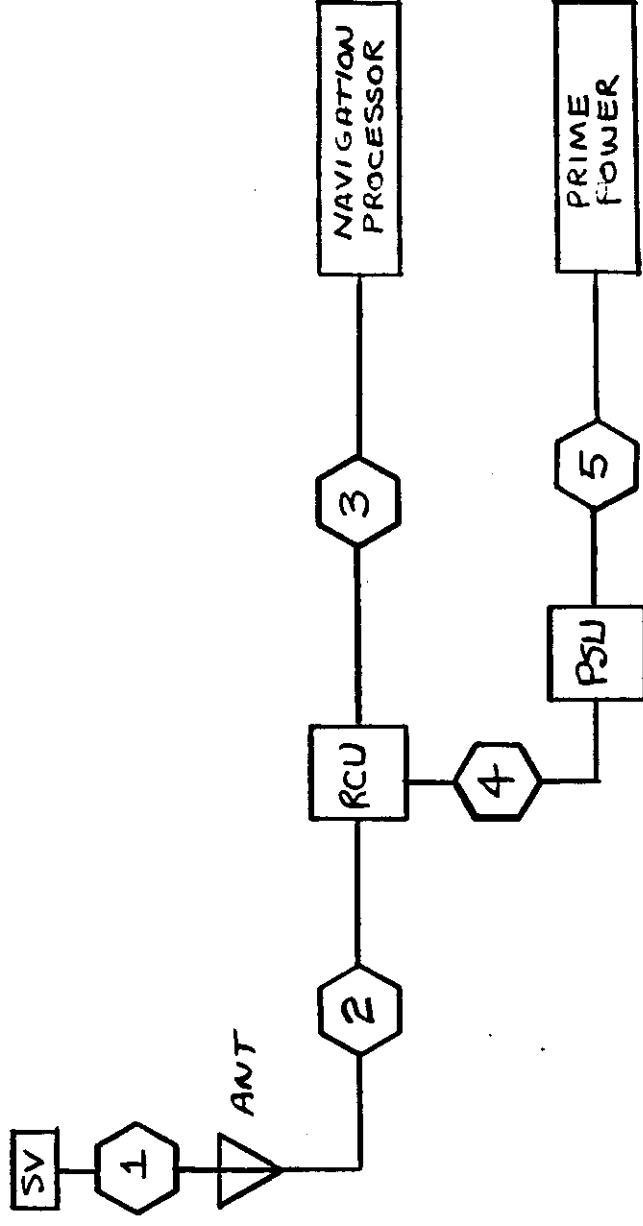 SV
1
ANT
2
RCU
3
NAVIGATION
PROCESSOR
4
PSU
5
PRIME
POWER